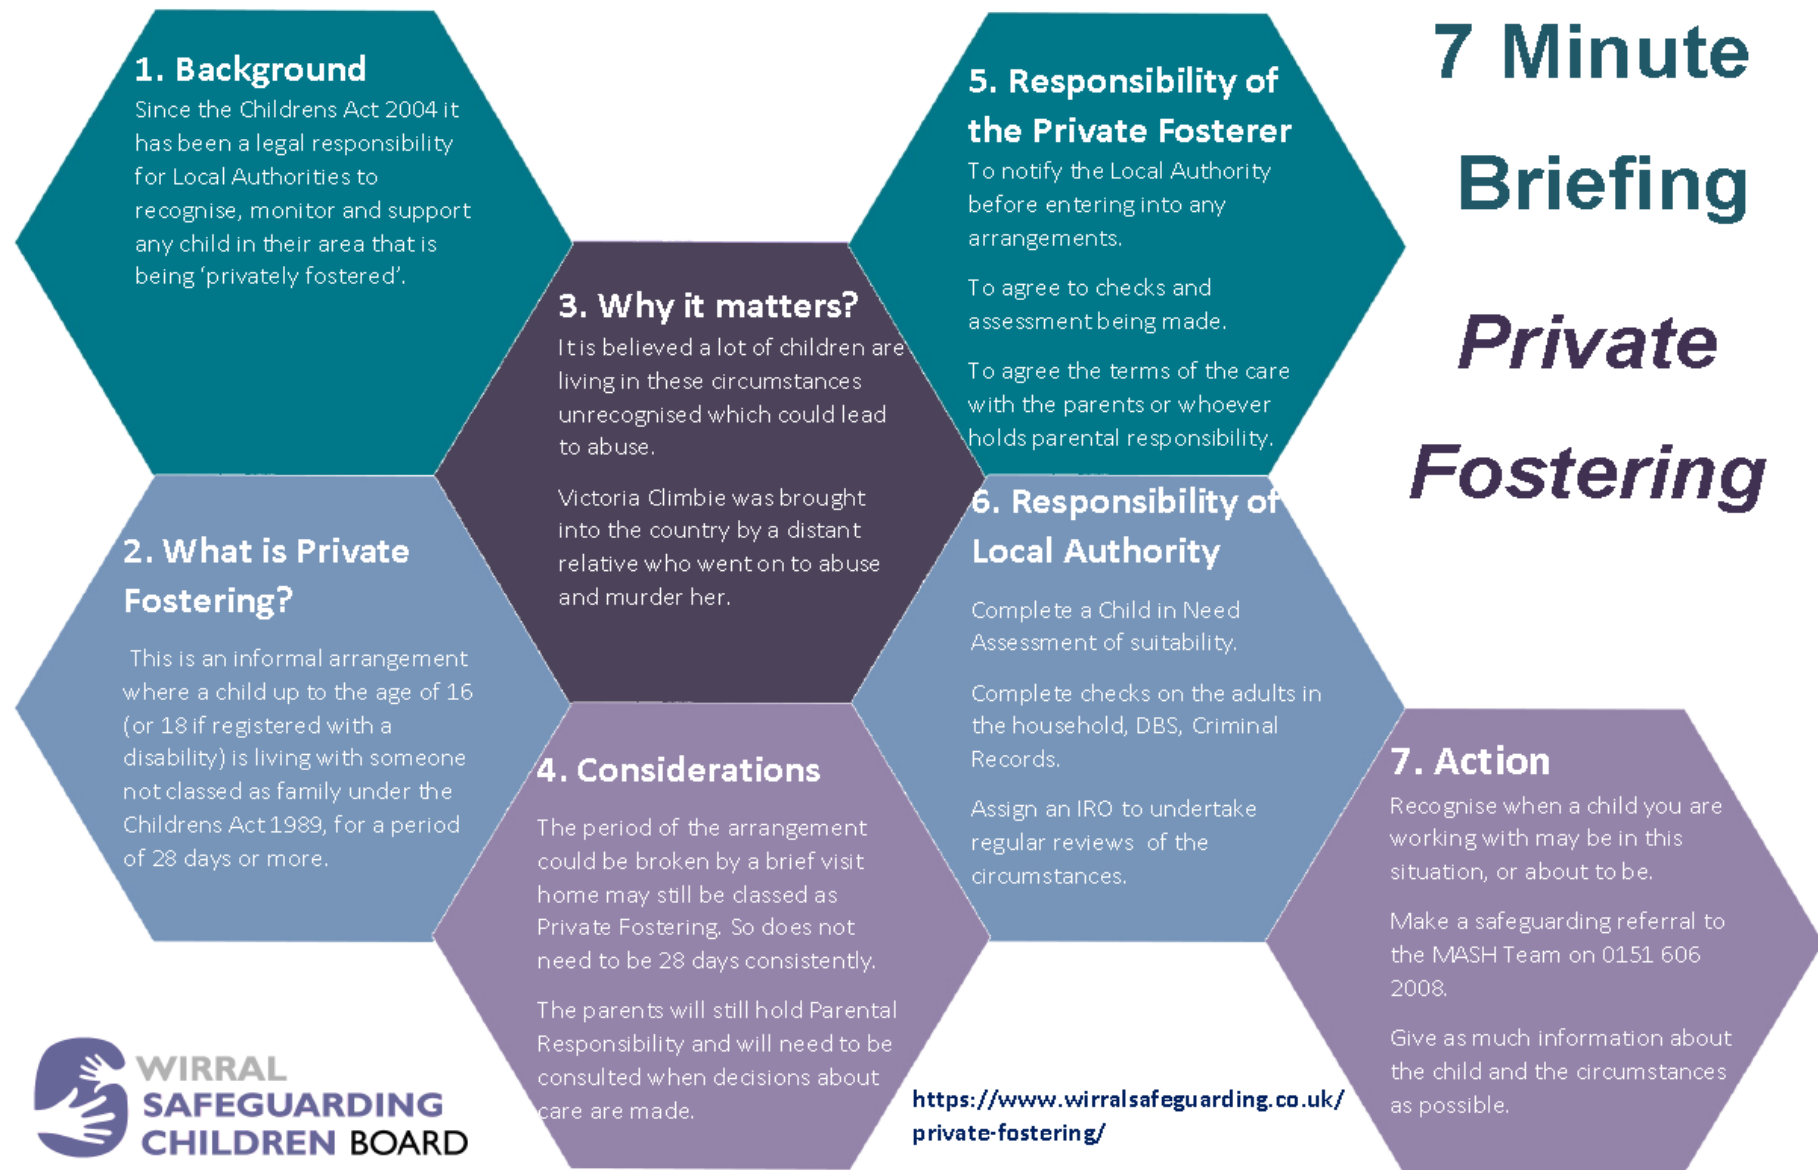 7 Minute
Briefing
Private
Fostering
1. Background
Since the Childrens Act 2004 it
has been a legal responsibility
for Local Authorities to
recognise, monitor and support
any child in their area that is
being ‘privately fostered’.
2. What is Private
Fostering?
This is an informal arrangement
where a child up to the age of 16
(or 18 if registered with a
disability) is living with someone
not classed as family under the
Childrens Act 1989, for a period
of 28 days or more.
3. Why it matters?
It is believed a lot of children are
living in these circumstances
unrecognised which could lead
to abuse.
Victoria Climbie was brought
into the country by a distant
relative who went on to abuse
and murder her.
4. Considerations
The period of the arrangement
could be broken by a brief visit
home may still be classed as
Private Fostering. So does not
need to be 28 days consistently.
The parents will still hold Parental
Responsibility and will need to be
consulted when decisions about
care are made.
5. Responsibility of
the Private Fosterer
To notify the Local Authority
before entering into any
arrangements.
To agree to checks and
assessment being made.
To agree the terms of the care
with the parents or whoever
holds parental responsibility.
6. Responsibility of
Local Authority
Complete a Child in Need
Assessment of suitability.
Complete checks on the adults in
the household, DBS, Criminal
Records.
Assign an IRO to undertake
regular reviews of the
circumstances.
7. Action
Recognise when a child you are
working with may be in this
situation, or about to be.
Make a safeguarding referral to
the MASH Team on 0151 606
2008.
Give as much information about
the child and the circumstances
as possible.
WIRRAL
SAFEGUARDING
CHILDREN BOARD
https://www.wirralsafeguarding.co.uk/
private-fostering/